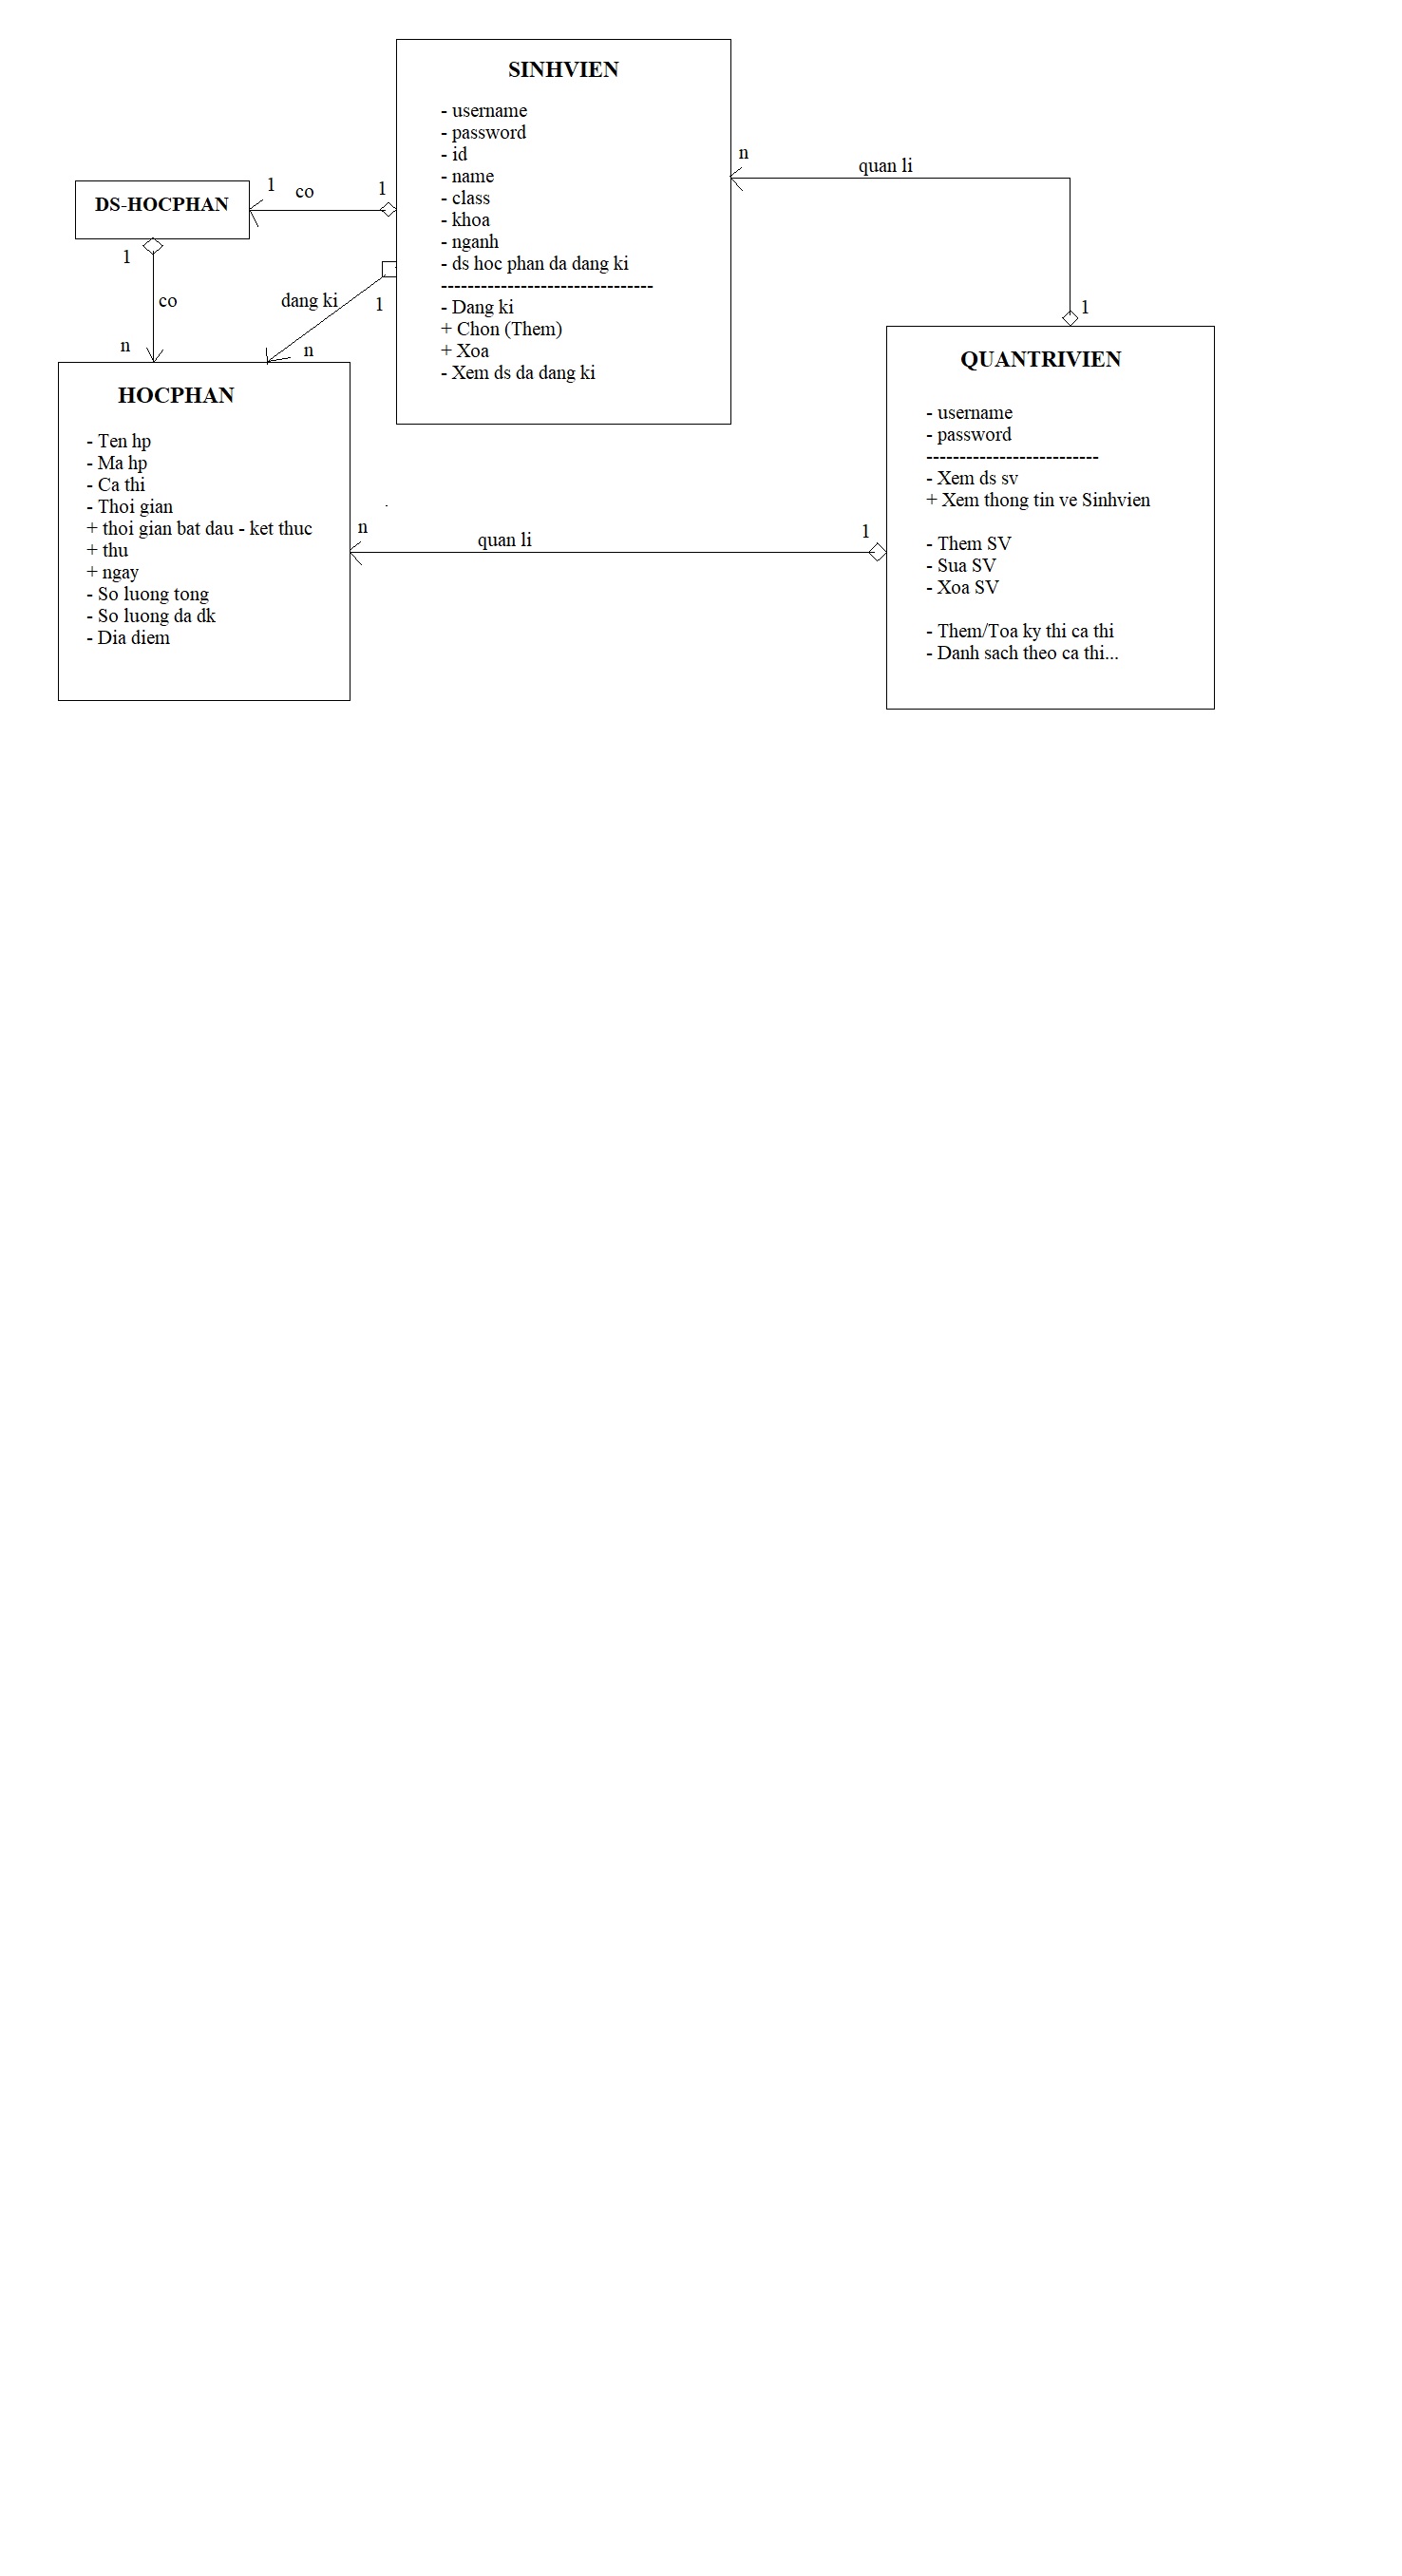 SINHVIEN
- username
- password
- id
- name
- class
- khoa
- nganh
- ds hoc phan da dang ki
--------------------------------
- Dang ki
+ Chon (Them)
+ Xoa
- Xem ds da dang ki
n
quan li
1
1
co
1
DS-HOCPHAN
1
co
n
dang ki
1
n
HOCPHAN
- Ten hp
- Ma hp
- Ca thi
- Thoi gian
+ thoi gian bat dau - ket thuc
+ thu
+ ngay
- So luong tong
- So luong da dk
- Dia diem
n
quan li
1
QUANTRIVIEN
- username
- password
--------------------------
- Xem ds sv
+ Xem thong tin ve Sinhvien
- Them SV
- Sua SV
- Xoa SV
- Them/Toa ky thi ca thi
- Danh sach theo ca thi...